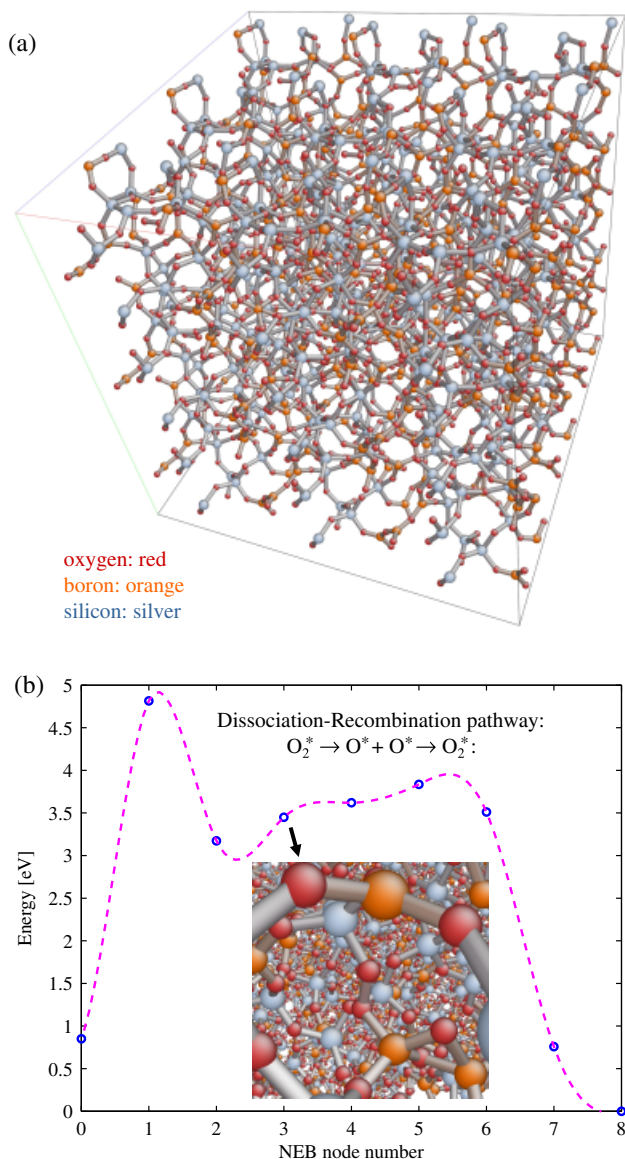 (a)
oxygen: red
boron: orange
silicon: silver
(b)
Dissociation-Recombination pathway:
O₂* → O* + O* → O₂*:
Energy [eV]
5
4.5
4
3.5
3
2.5
2
1.5
1
0.5
0
0 1 2 3 4 5 6 7 8
NEB node number